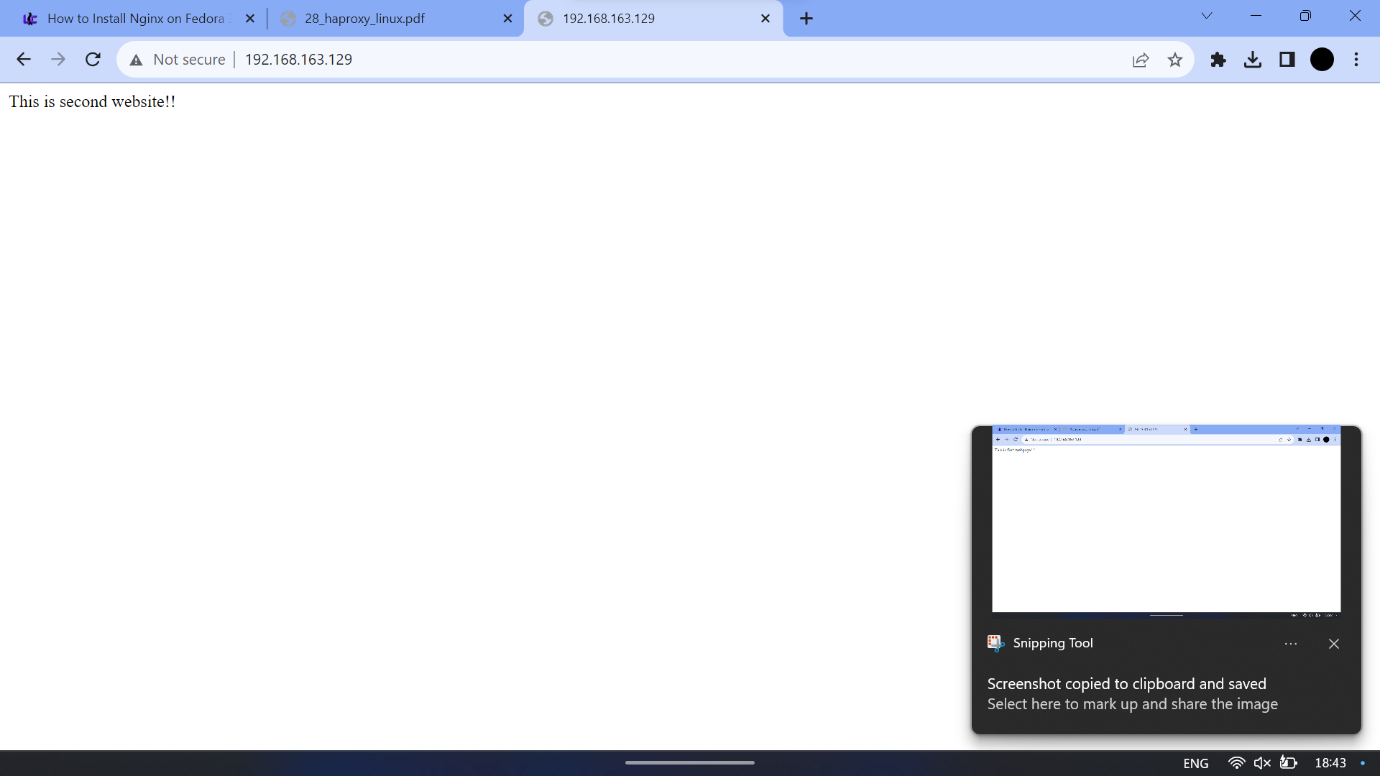 How to Install Nginx on Fedora
28_haproxy_linux.pdf
192.168.163.129
Not secure
192.168.163.129
This is second website!!
Snipping Tool
Screenshot copied to clipboard and saved
Select here to mark up and share the image
ENG
18:43